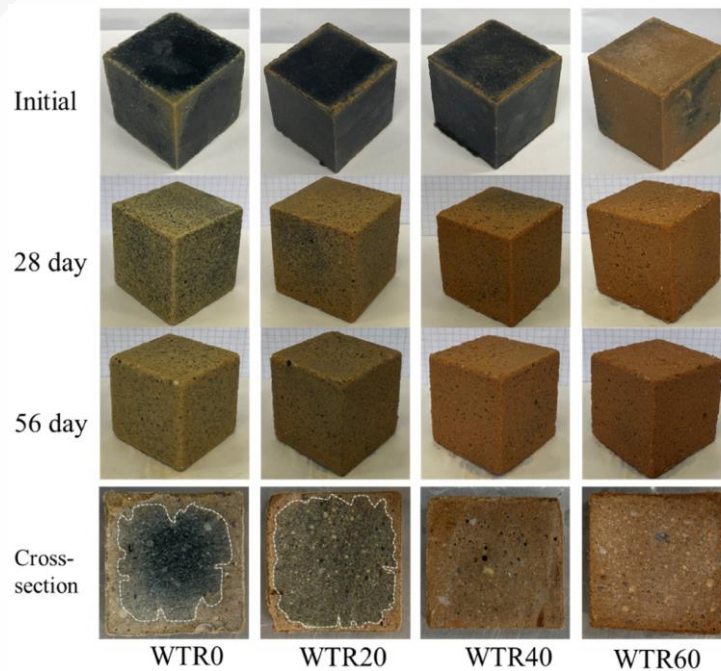 Initial
28 day
56 day
Cross-
section
WTR0 WTR20 WTR40 WTR60